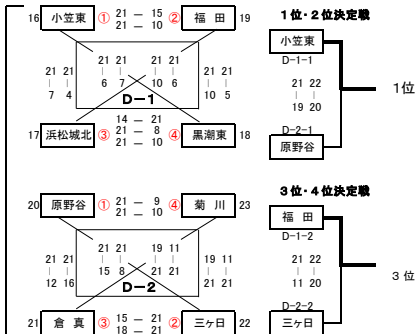 16 小笠東 ① 21 - 15 ② 福田 19
21 - 10
21 21
| |
7 4
21 21
| |
6 7
21 21
| |
10 6
21 21
| |
10 5
D-1
14 - 21
17 浜松城北 ③ 21 - 8 ④ 黒潮東 18
21 - 10
1位・2位決定戦
小笠東
D-1-1
21 22
| |
19 20
D-2-1
原野谷
1位
20 原野谷 ① 21 - 9 ④ 菊川 23
21 - 10
21 21
| |
12 16
21 21
| |
15 8
19 11
| |
21 21
21 21
| |
D-2
21 倉真 ③ 15 - 21 ② 三ヶ日 22
18 - 21
3位・4位決定戦
福田
D-1-2
21 22
| |
11 20
D-2-2
三ヶ日
3位